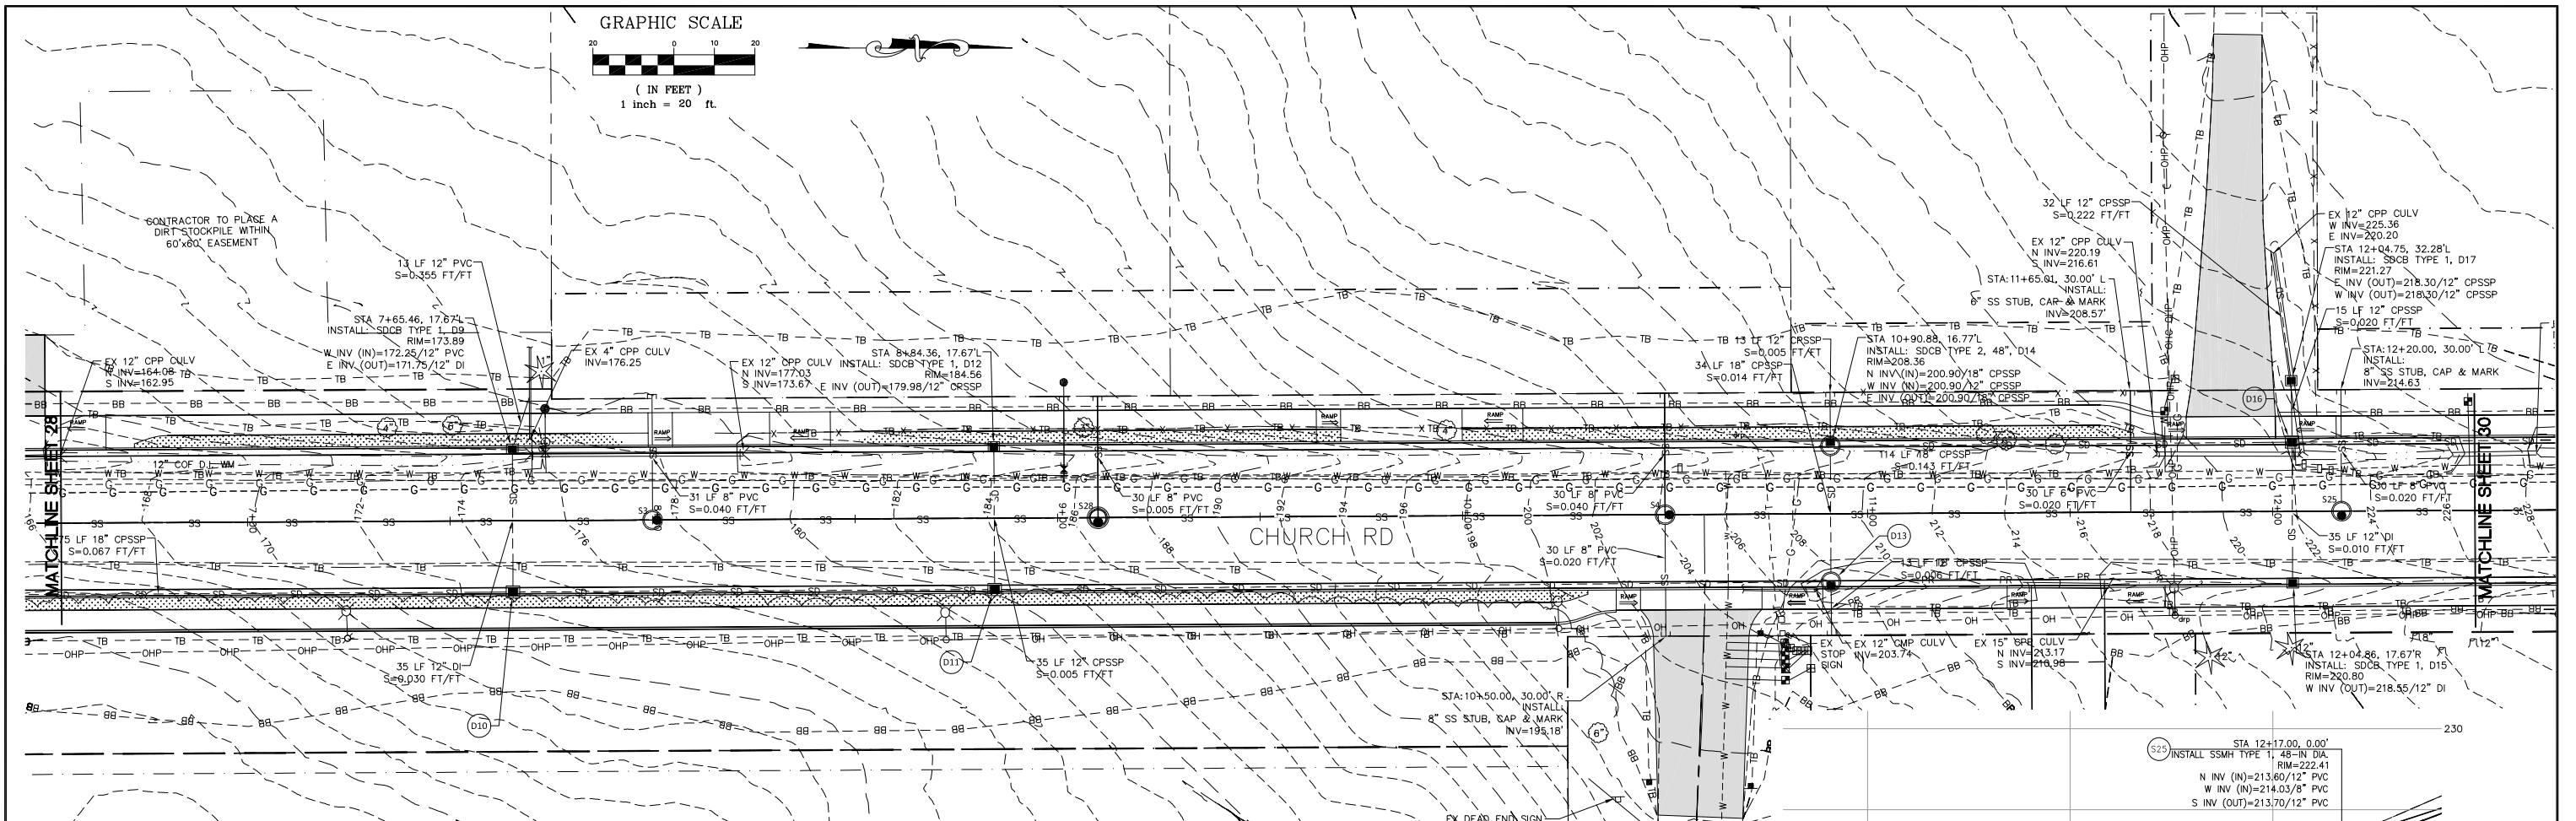 GRAPHIC SCALE
20 0 10 20
( IN FEET )
1 inch = 20 ft.
CONTRACTOR TO PLACE A
DIRT STOCKPILE WITHIN
60'x60' EASEMENT
13 LF 12" PVC
S=0.355 FT/FT
STA 7+65.46, 17.67'L
INSTALL: SDCB TYPE 1, D9
RIM=173.89
W INV (IN)=172.25/12" PVC
E INV (OUT)=171.75/12" DI
EX 12" CPP CULV
N INV=164.08
S INV=162.95
EX 4" CPP CULV
INV=176.25
EX 12" CPP CULV
N INV=177.03
S INV=173.67
STA 8+84.36, 17.67'L
INSTALL: SDCB TYPE 1, D12
RIM=184.56
E INV (OUT)=179.98/12" CPSSP
13 LF 12" CPSSP
S=0.005 FT/FT
34 LF 18" CPSSP
S=0.014 FT/FT
STA 10+90.88, 16.77'L
INSTALL: SDCB TYPE 2, 48", D14
RIM=208.36
N INV (IN)=200.90/18" CPSSP
W INV (IN)=200.90/12" CPSSP
E INV (OUT)=200.90/18" CPSSP
32 LF 12" CPSSP
S=0.222 FT/FT
EX 12" CPP CULV
N INV=220.19
S INV=216.61
STA:11+65.01, 30.00' L
INSTALL:
6" SS STUB, CAP & MARK
INV=208.57'
EX 12" CPP CULV
W INV=225.36
E INV=220.20
STA 12+04.75, 32.28'L
INSTALL: SDCB TYPE 1, D17
RIM=221.27
E INV (OUT)=218.30/12" CPSSP
W INV (OUT)=218.30/12" CPSSP
15 LF 12" CPSSP
S=0.020 FT/FT
STA:12+20.00, 30.00' L
INSTALL:
8" SS STUB, CAP & MARK
INV=214.63
D16
MATCHLINE SHEET 28
MATCHLINE SHEET 30
12" COF D.I. WM
31 LF 8" PVC
S=0.040 FT/FT
30 LF 8" PVC
S=0.005 FT/FT
30 LF 8" PVC
S=0.040 FT/FT
114 LF 18" CPSSP
S=0.143 FT/FT
30 LF 6" PVC
S=0.020 FT/FT
30 LF 8" PVC
S=0.020 FT/FT
S3
S28
S4
S25
CHURCH RD
75 LF 18" CPSSP
S=0.067 FT/FT
30 LF 8" PVC
S=0.020 FT/FT
D13
13 LF 12" CPSSP
S=0.006 FT/FT
35 LF 12" DI
S=0.010 FT/FT
35 LF 12" DI
S=0.030 FT/FT
D10
D11
35 LF 12" CPSSP
S=0.005 FT/FT
STA:10+50.00, 30.00' R
INSTALL:
8" SS STUB, CAP & MARK
INV=195.18'
6"
EX
STOP
SIGN
EX 12" CMP CULV
INV=203.74
EX 15" CPP CULV
N INV=213.17
S INV=210.98
STA 12+04.86, 17.67'R
INSTALL: SDCB TYPE 1, D15
RIM=220.80
W INV (OUT)=218.55/12" DI
230
S25
STA 12+17.00, 0.00'
INSTALL SSMH TYPE 1, 48-IN DIA.
RIM=222.41
N INV (IN)=213.60/12" PVC
W INV (IN)=214.03/8" PVC
S INV (OUT)=213.70/12" PVC
EX DEAD END SIGN